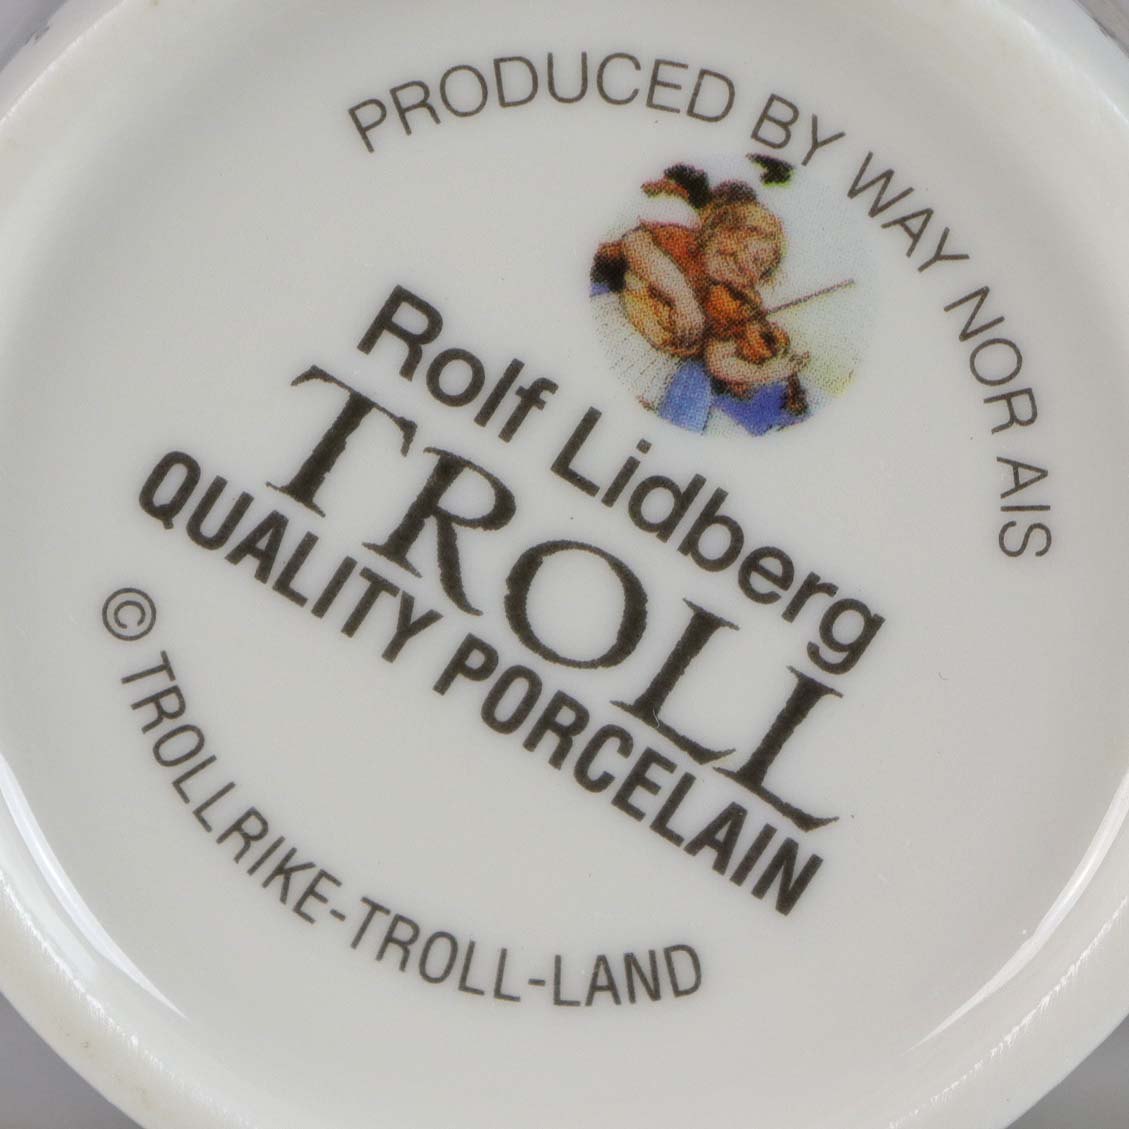 PRODUCED BY WAY NOR AIS
Rolf Lidberg
TROLL
QUALITY PORCELAIN
© TROLLRIKE-TROLL-LAND